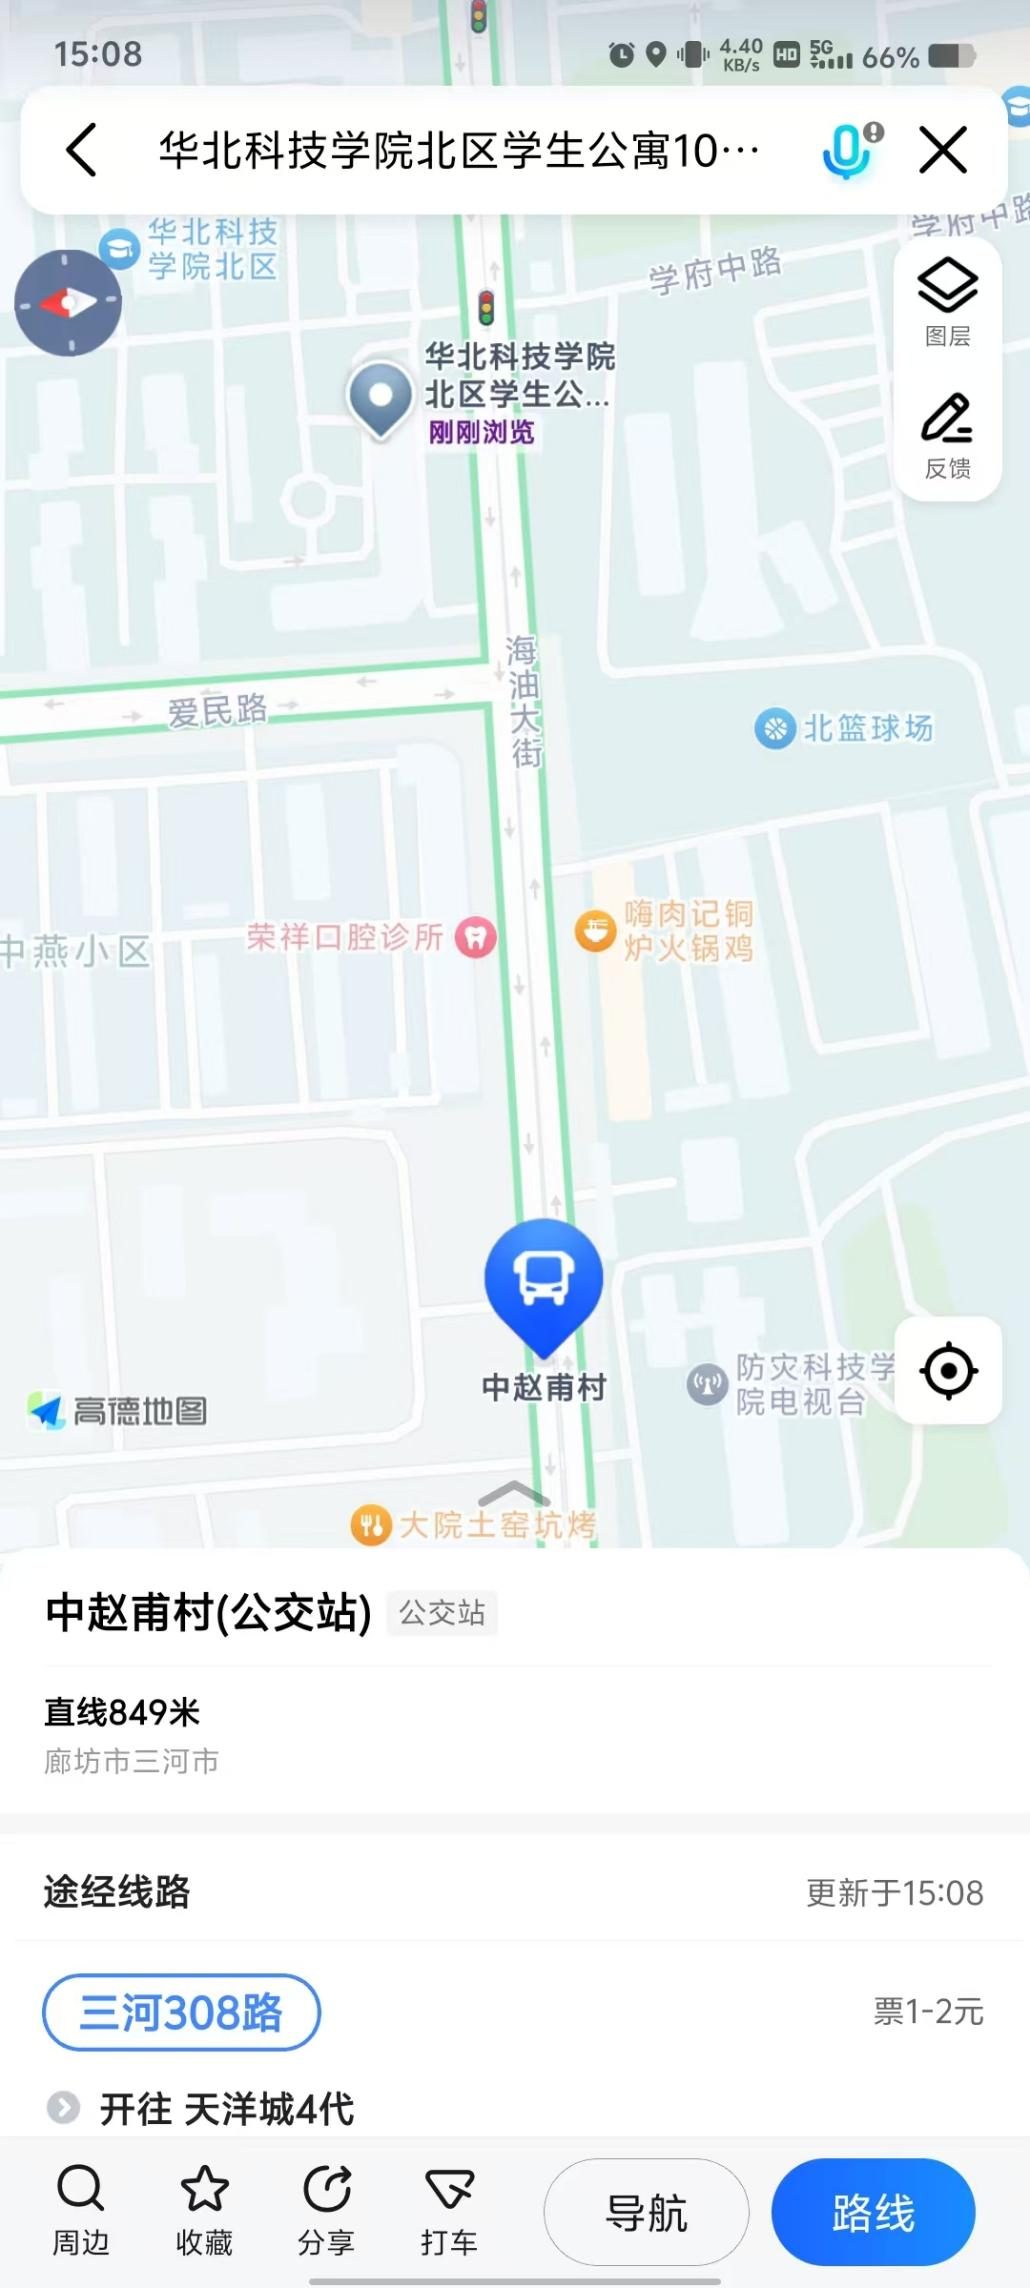 15:08
4.40 KB/s HD 5G 66%
华北科技学院北区学生公寓10…
华北科技
学院北区
学府中路
学府中路
图层
反馈
华北科技学院
北区学生公...
刚刚浏览
海油大街
爱民路
北篮球场
荣祥口腔诊所
嗨肉记铜
炉火锅鸡
中燕小区
中赵甫村
防灾科技学
院电视台
高德地图
大院土窑坑烤
中赵甫村(公交站) 公交站
直线849米
廊坊市三河市
途经线路 更新于15:08
三河308路 票1-2元
开往 天洋城4代
周边 收藏 分享 打车 导航 路线